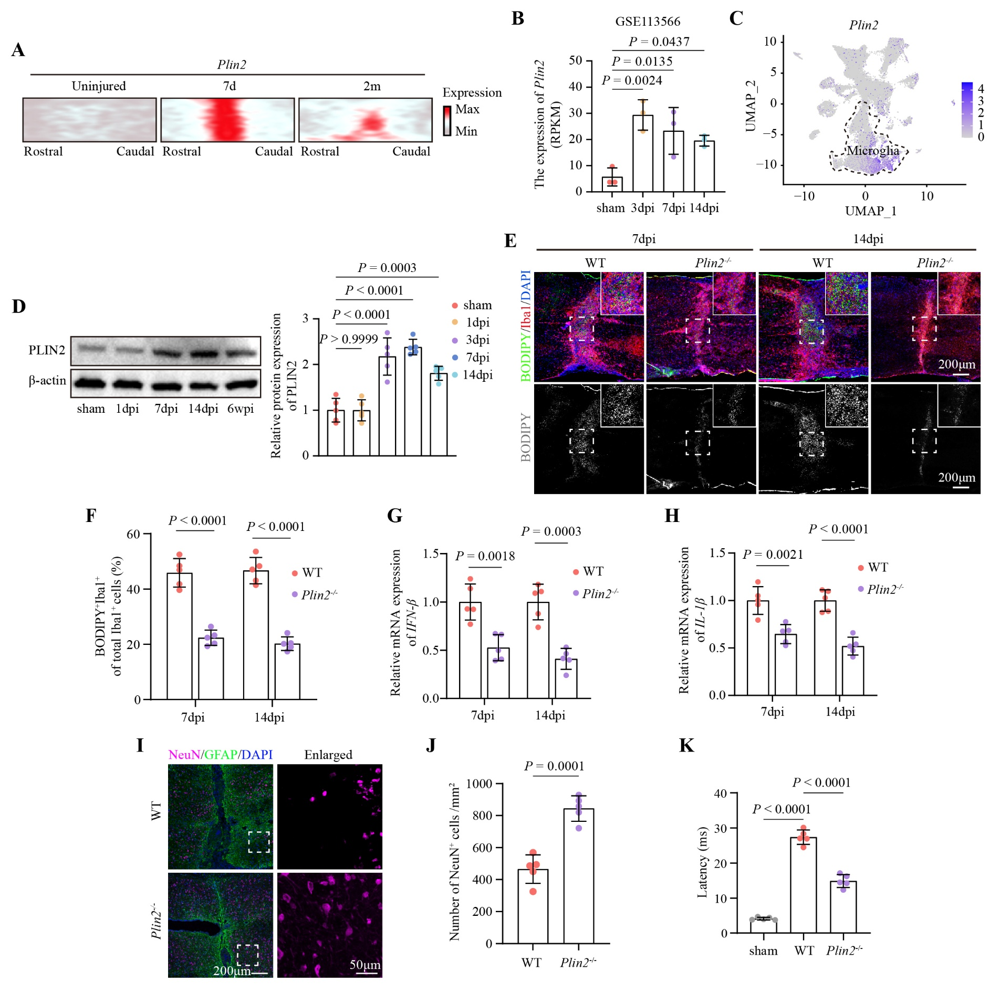 A
Plin2
Uninjured 7d 2m
Expression
Max
Min
Rostral Caudal Rostral Caudal Rostral Caudal
B
GSE113566
P = 0.0437
P = 0.0135
P = 0.0024
The expression of Plin2
(RPKM)
50
40
30
20
10
0
sham 3dpi 7dpi 14dpi
C
Plin2
UMAP_2
10
5
0
−5
−10
Microglia
4
3
2
1
0
−10 0 10
UMAP_1
D
PLIN2
β-actin
sham 1dpi 7dpi 14dpi 6wpi
P = 0.0003
P < 0.0001
P < 0.0001
P > 0.9999
Relative protein expression
of PLIN2
3
2
1
0
sham
1dpi
3dpi
7dpi
14dpi
E
7dpi 14dpi
WT Plin2-/- WT Plin2-/-
BODIPY/Iba1/DAPI
200μm
BODIPY
200μm
F
P < 0.0001
P < 0.0001
BODIPY+Iba1+
of total Iba1+ cells (%)
60
40
20
0
WT
Plin2-/-
7dpi 14dpi
G
P = 0.0003
P = 0.0018
Relative mRNA expression
of IFN-β
1.5
1.0
0.5
0.0
WT
Plin2-/-
7dpi 14dpi
H
P < 0.0001
P = 0.0021
Relative mRNA expression
of IL-1β
1.5
1.0
0.5
0.0
WT
Plin2-/-
7dpi 14dpi
I
NeuN/GFAP/DAPI Enlarged
WT
Plin2-/-
200μm
50μm
J
P = 0.0001
Number of NeuN+ cells /mm2
1000
800
600
400
200
0
WT Plin2-/-
K
P < 0.0001
P < 0.0001
Latency (ms)
40
30
20
10
0
sham WT Plin2-/-